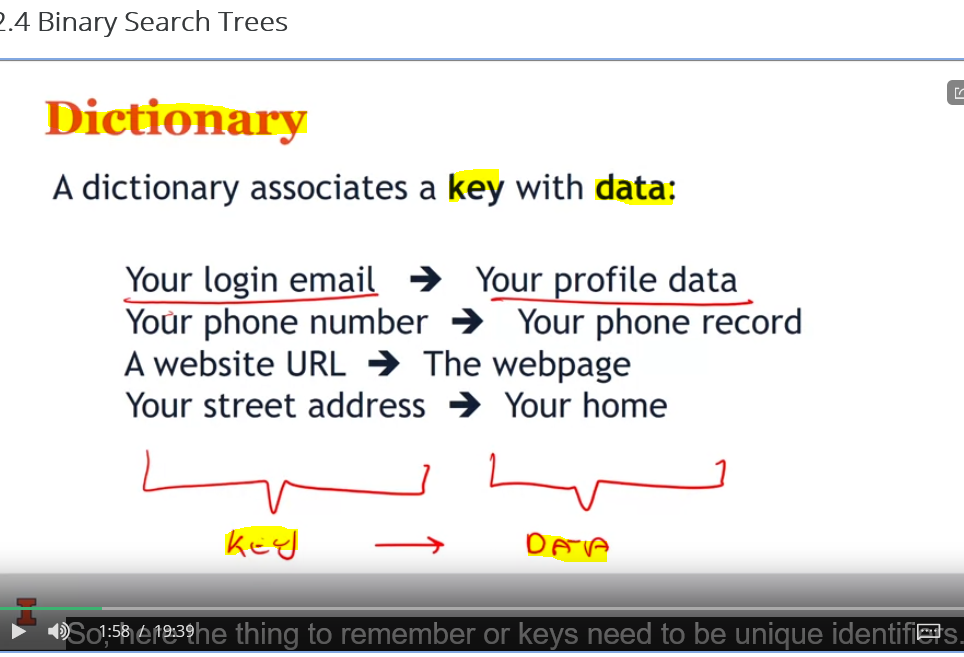 2.4 Binary Search Trees
Dictionary
A dictionary associates a key with data:
Your login email ➔ Your profile data
Your phone number ➔ Your phone record
A website URL ➔ The webpage
Your street address ➔ Your home
KEY → DATA
1:58 / 19:39
So, here the thing to remember or keys need to be unique identifiers.